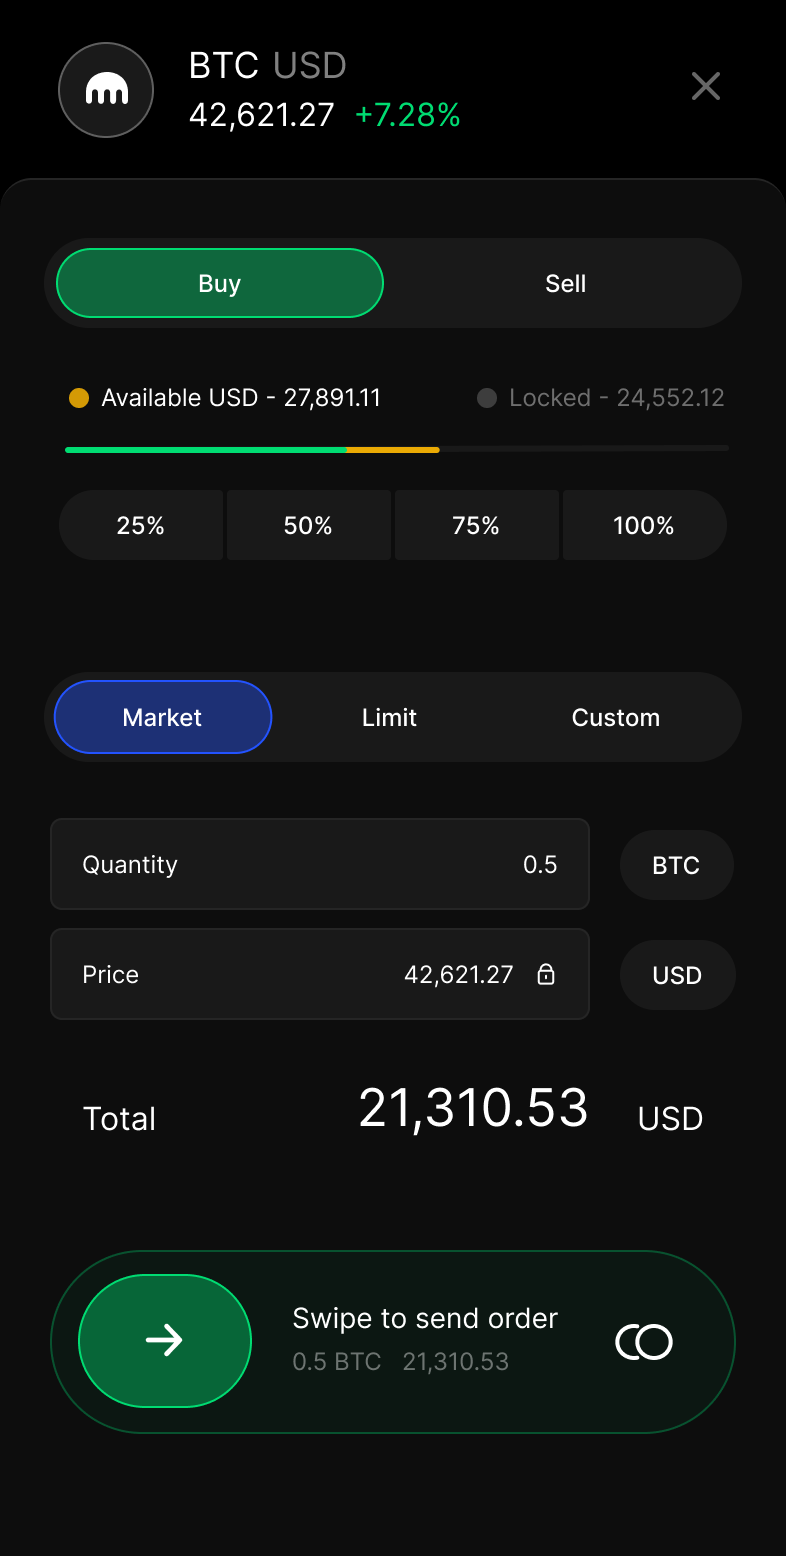 BTC USD
42,621.27 +7.28%
Buy Sell
Available USD - 27,891.11 Locked - 24,552.12
25% 50% 75% 100%
Market Limit Custom
Quantity 0.5 BTC
Price 42,621.27 USD
Total 21,310.53 USD
Swipe to send order
0.5 BTC 21,310.53